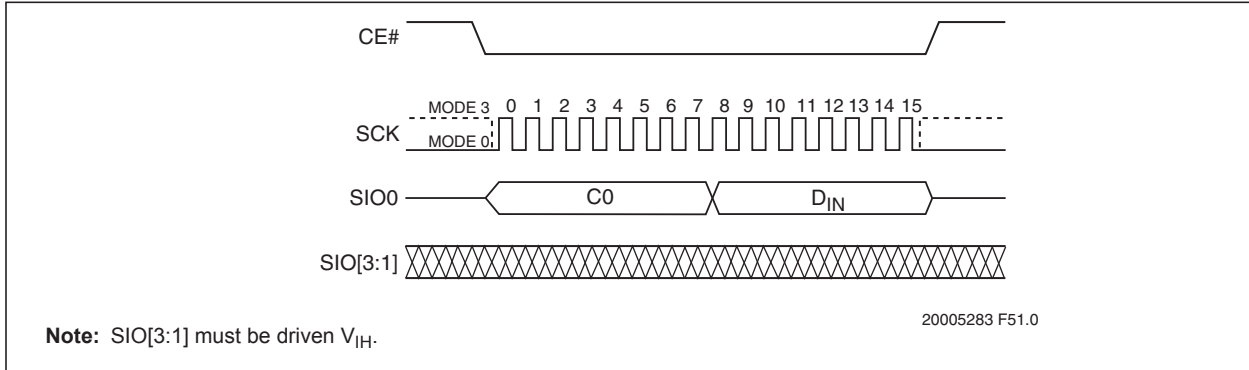 CE#
MODE 3 0 1 2 3 4 5 6 7 8 9 10 11 12 13 14 15
SCK
MODE 0
SIO0 C0 DIN
SIO[3:1]
20005283 F51.0
Note: SIO[3:1] must be driven VIH.